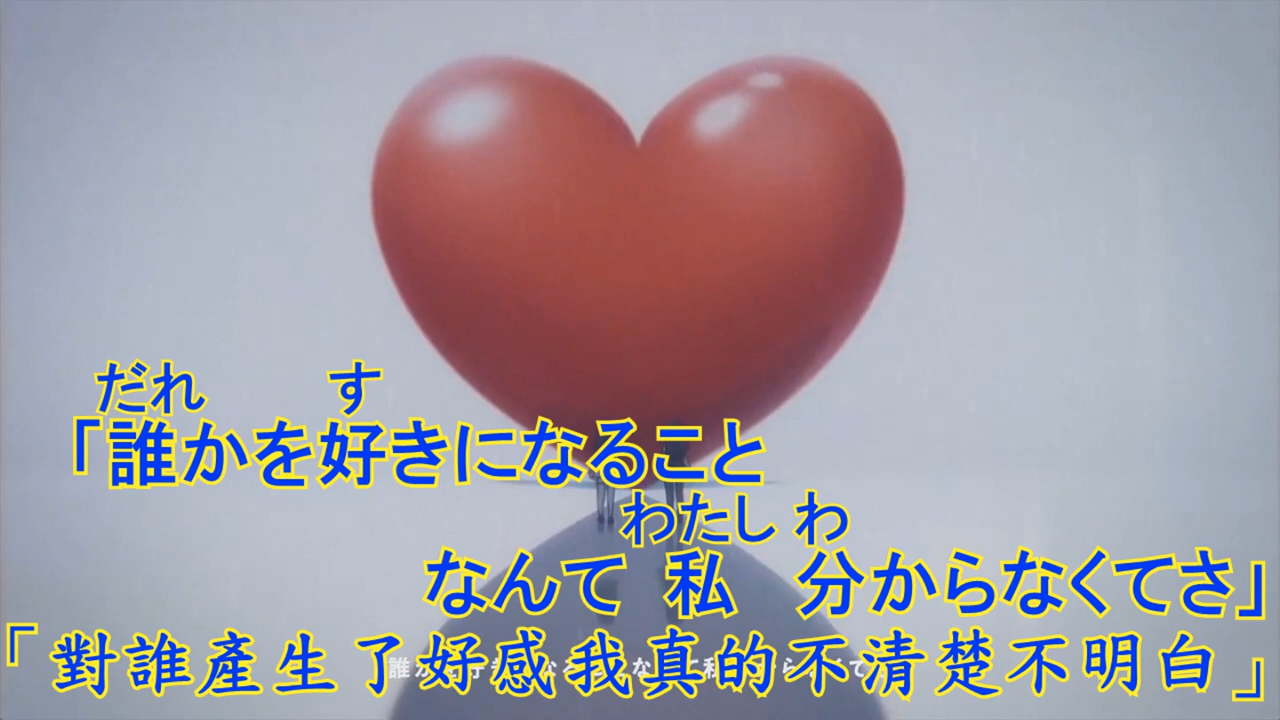 だれ す
「誰かを好きになること
わたし わ
なんて 私 分からなくてさ」
「對誰產生了好感我真的不清楚不明白」